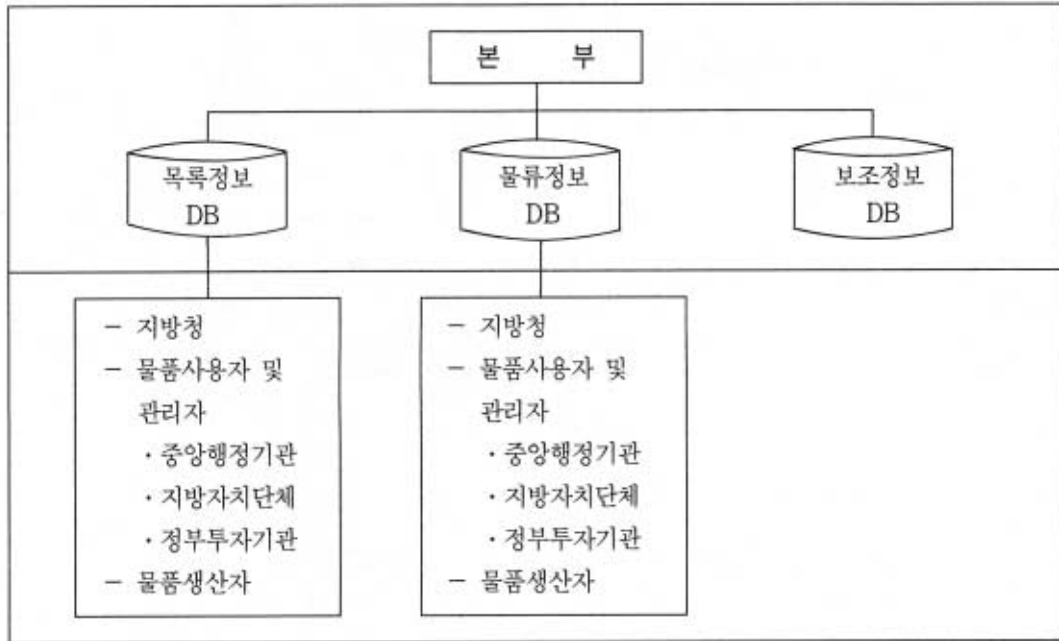 본 부
목록정보
DB
물류정보
DB
보조정보
DB
- 지방청
- 물품사용자 및
관리자
· 중앙행정기관
· 지방자치단체
· 정부투자기관
- 물품생산자
- 지방청
- 물품사용자 및
관리자
· 중앙행정기관
· 지방자치단체
· 정부투자기관
- 물품생산자